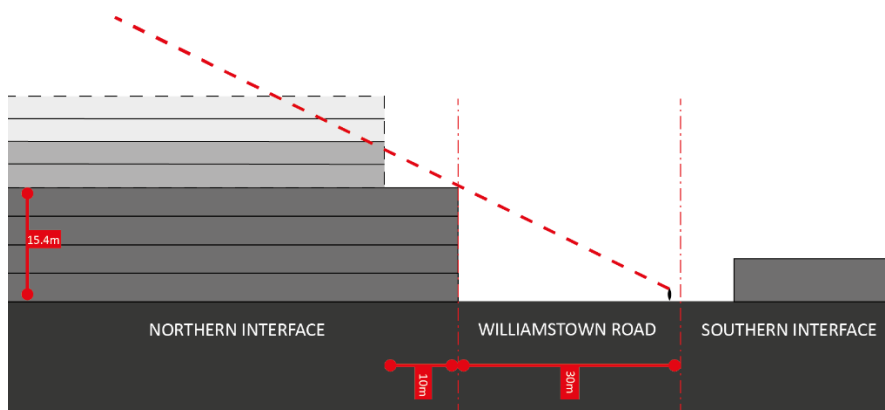 15.4m
NORTHERN INTERFACE
WILLIAMSTOWN ROAD
SOUTHERN INTERFACE
10m
30m